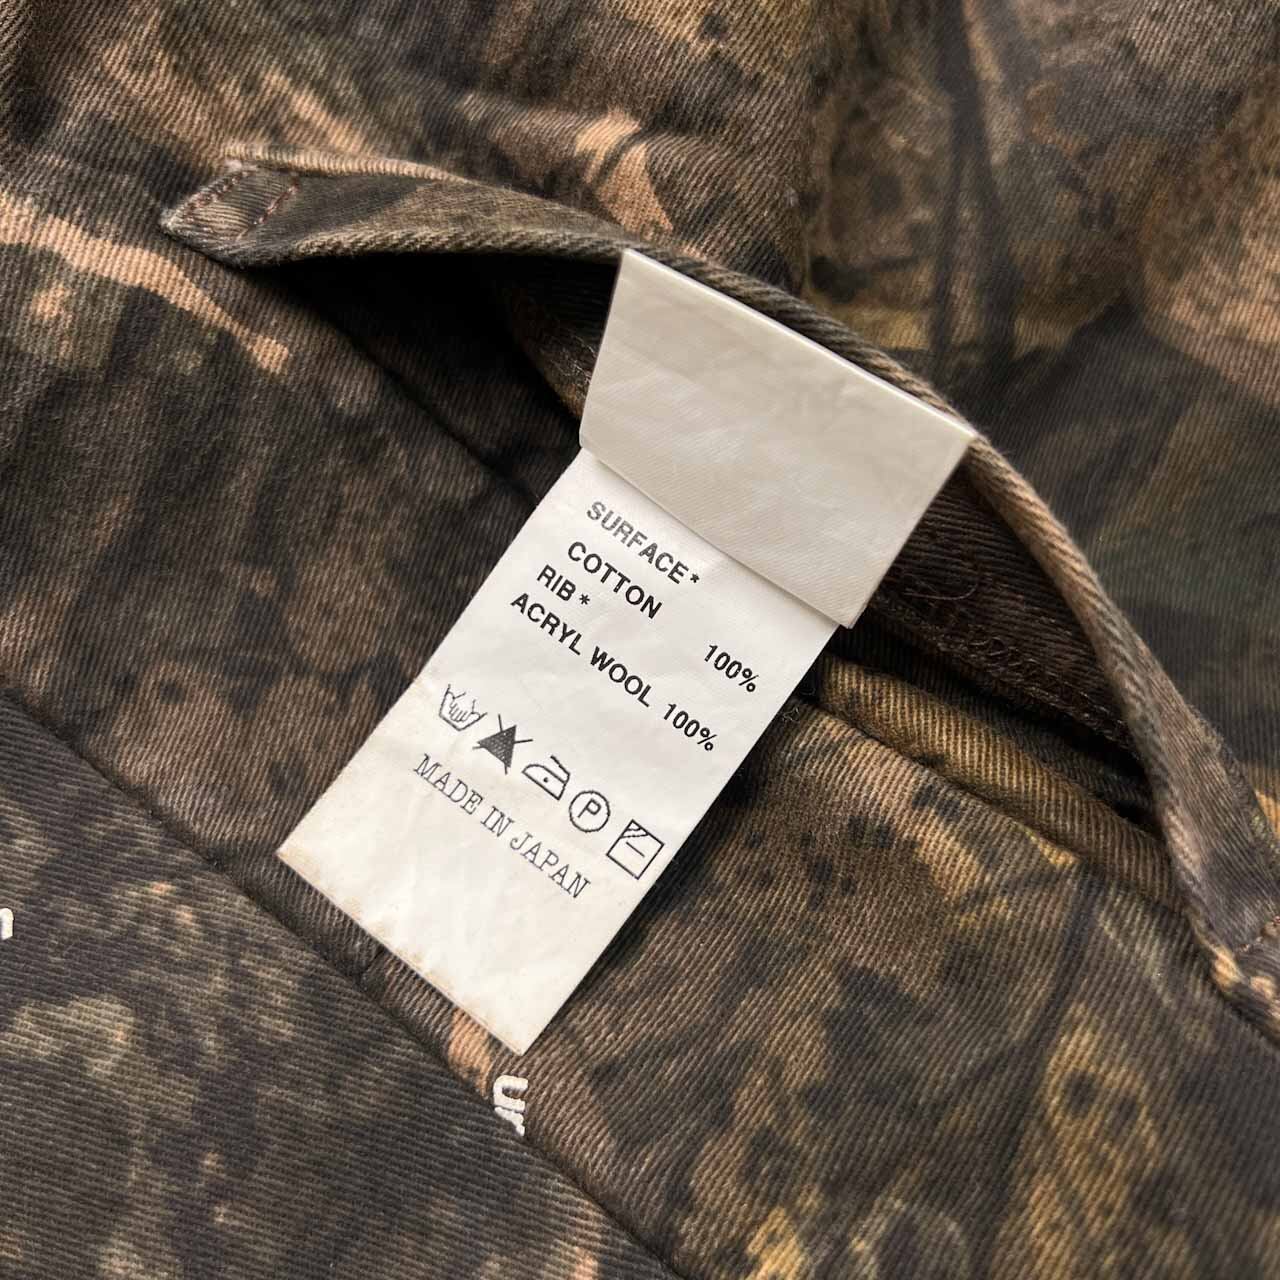 SURFACE*
COTTON 100%
RIB*
ACRYL WOOL 100%
P
MADE IN JAPAN